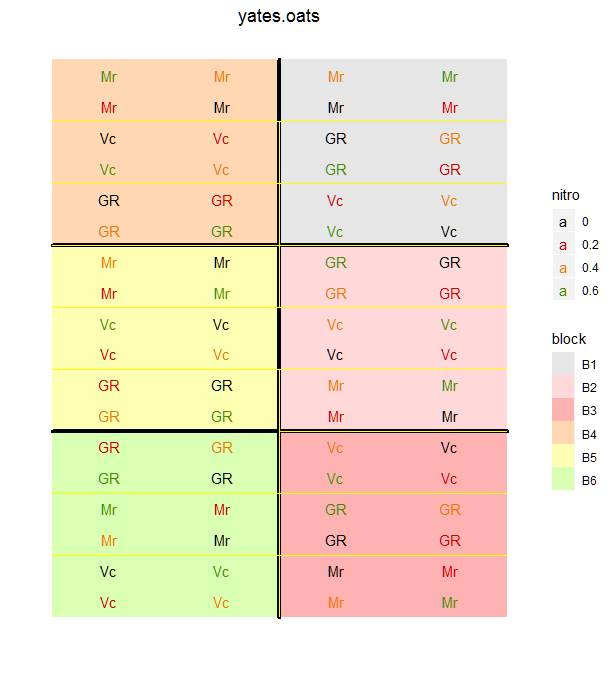 yates.oats
Mr Mr Mr Mr
Mr Mr Mr Mr
Vc Vc GR GR
Vc Vc GR GR
GR GR Vc Vc
GR GR Vc Vc
Mr Mr GR GR
Mr Mr GR GR
Vc Vc Vc Vc
Vc Vc Vc Vc
GR GR Mr Mr
GR GR Mr Mr
GR GR Vc Vc
GR GR Vc Vc
Mr Mr GR GR
Mr Mr GR GR
Vc Vc Mr Mr
Vc Vc Mr Mr
nitro
a 0
a 0.2
a 0.4
a 0.6
block
B1
B2
B3
B4
B5
B6